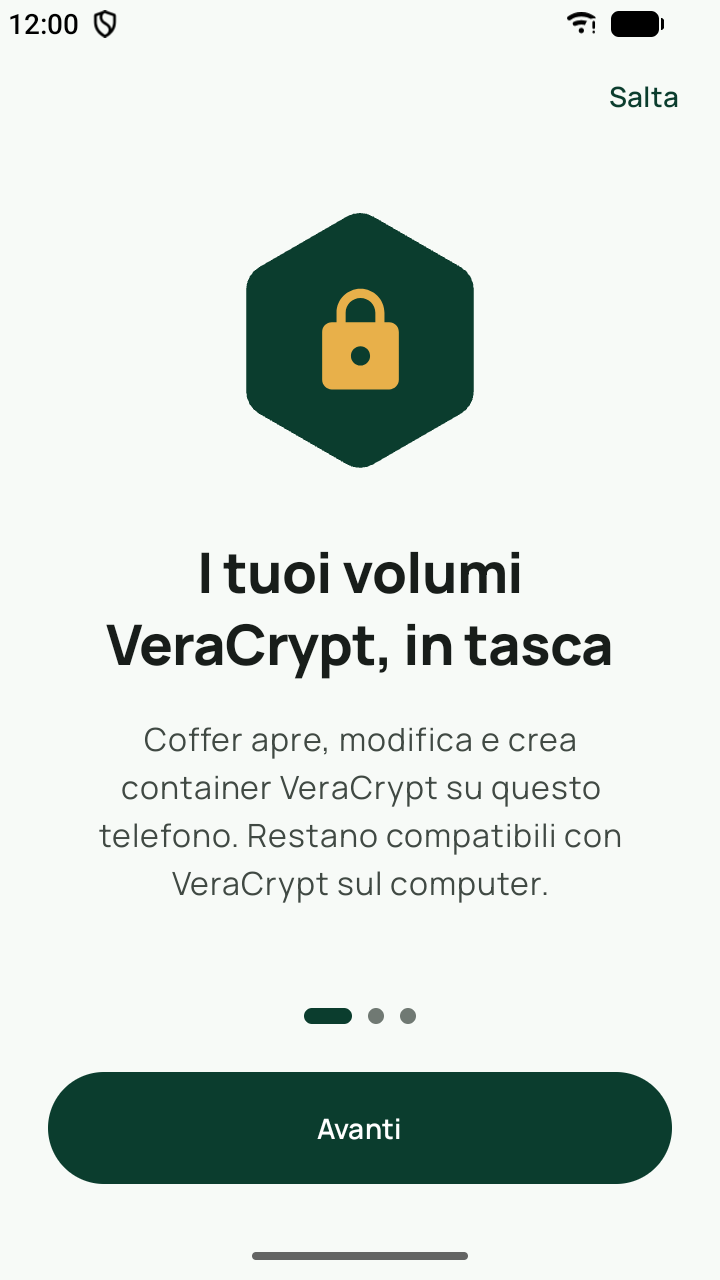 12:00
Salta
I tuoi volumi
VeraCrypt, in tasca
Coffer apre, modifica e crea
container VeraCrypt su questo
telefono. Restano compatibili con
VeraCrypt sul computer.
Avanti